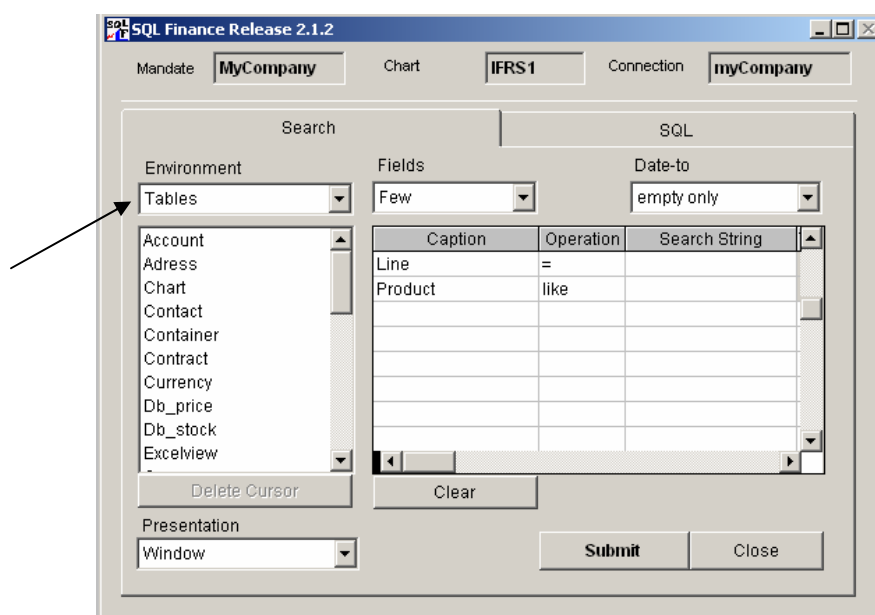 SQL Finance Release 2.1.2
Mandate MyCompany Chart IFRS1 Connection myCompany
Search SQL
Environment Fields Date-to
Tables Few empty only
Account
Adress
Chart
Contact
Container
Contract
Currency
Db_price
Db_stock
Excelview
Caption Operation Search String
Line =
Product like
Delete Cursor Clear
Presentation
Window Submit Close